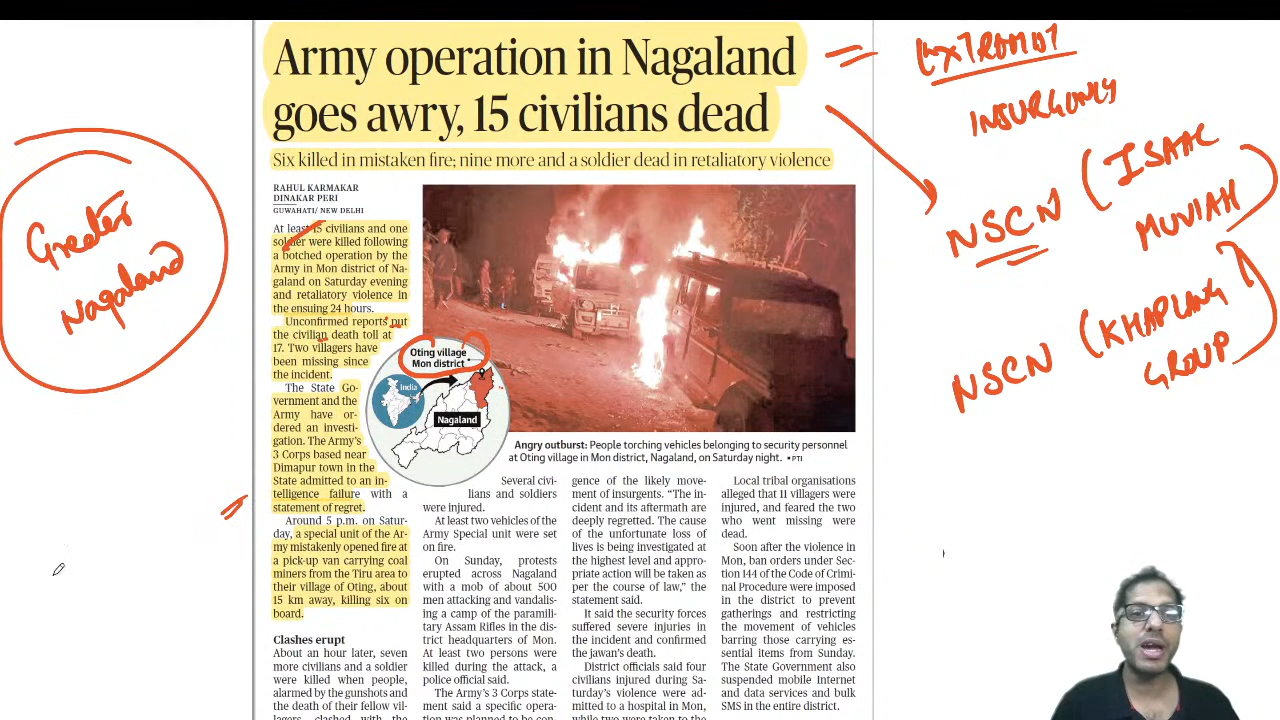 Army operation in Nagaland
goes awry, 15 civilians dead
Six killed in mistaken fire; nine more and a soldier dead in retaliatory violence
RAHUL KARMAKAR
DINAKAR PERI
GUWAHATI/ NEW DELHI
At least 15 civilians and one
soldier were killed following
a botched operation by the
Army in Mon district of Na-
galand on Saturday evening
and retaliatory violence in
the ensuing 24 hours.
Unconfirmed reports put
the civilian death toll at
17. Two villagers have
been missing since
the incident.
The State Go-
vernment and the
Army have or-
dered an investi-
gation. The Army's
3 Corps based near
Dimapur town in the
State admitted to an in-
telligence failure with a
statement of regret.
Around 5 p.m. on Satur-
day, a special unit of the Ar-
my mistakenly opened fire at
a pick-up van carrying coal
miners from the Tiru area to
their village of Oting, about
15 km away, killing six on
board.
Clashes erupt
About an hour later, seven
more civilians and a soldier
were killed when people,
alarmed by the gunshots and
the death of their fellow vil-
lagers, clashed with the
Oting village
Mon district
India
Nagaland
Angry outburst: People torching vehicles belonging to security personnel
at Oting village in Mon district, Nagaland, on Saturday night. ▪PTI
Several civi-
lians and soldiers
were injured.
At least two vehicles of the
Army Special unit were set
on fire.
On Sunday, protests
erupted across Nagaland
with a mob of about 500
men attacking and vandalis-
ing a camp of the paramili-
tary Assam Rifles in the dis-
trict headquarters of Mon.
At least two persons were
killed during the attack, a
police official said.
The Army's 3 Corps state-
ment said a specific opera-
tion was planned to be con-
gence of the likely move-
ment of insurgents. "The in-
cident and its aftermath are
deeply regretted. The cause
of the unfortunate loss of
lives is being investigated at
the highest level and appro-
priate action will be taken as
per the course of law," the
statement said.
It said the security forces
suffered severe injuries in
the incident and confirmed
the jawan's death.
District officials said four
civilians injured during Sa-
turday's violence were ad-
mitted to a hospital in Mon,
while two were taken to the
Local tribal organisations
alleged that 11 villagers were
injured, and feared the two
who went missing were
dead.
Soon after the violence in
Mon, ban orders under Sec-
tion 144 of the Code of Crimi-
nal Procedure were imposed
in the district to prevent
gatherings and restricting
the movement of vehicles
barring those carrying es-
sential items from Sunday.
The State Government also
suspended mobile Internet
and data services and bulk
SMS in the entire district.
Greater
Nagaland
INSURGENCY
NSCN (ISAAC
MUVIAH
NSCN (KHAPLANG
GROUP